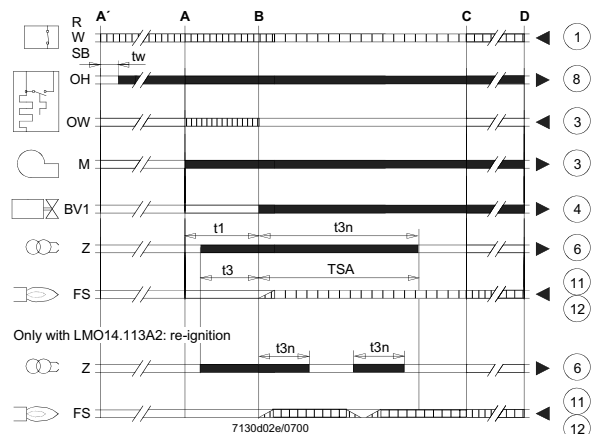 A´ A B C D
R
W 1
SB
tw
OH 8
OW 3
M 3
BV1 4
t1 t3n
Z 6
t3 TSA
11
FS
12
Only with LMO14.113A2: re-ignition
t3n t3n
Z 6
11
FS
7130d02e/0700
12